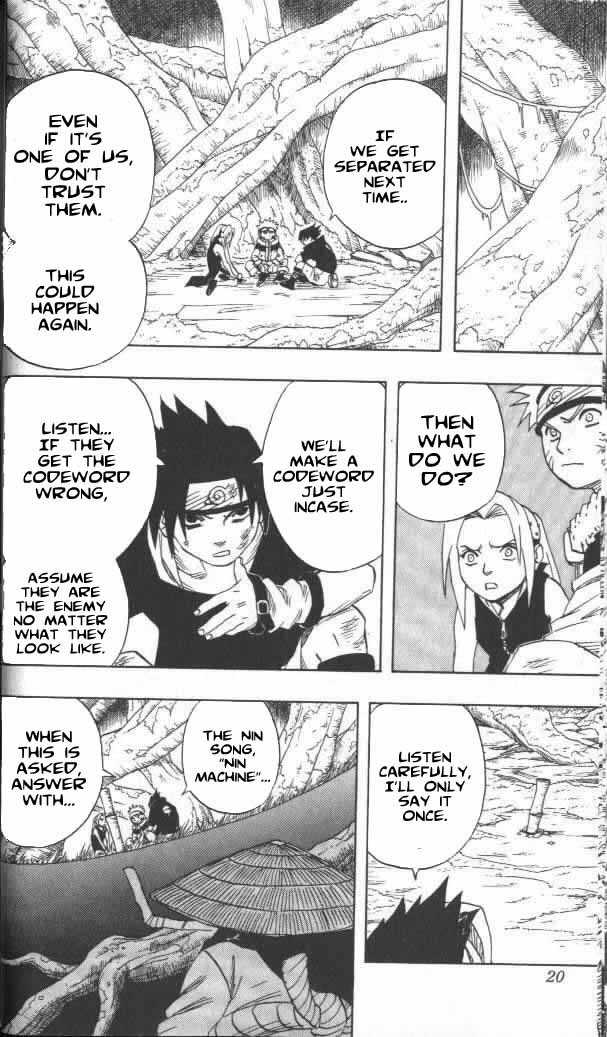 IF
WE GET
SEPARATED
NEXT
TIME..
EVEN
IF IT'S
ONE OF US,
DON'T
TRUST
THEM.
THIS
COULD
HAPPEN
AGAIN.
THEN
WHAT
DO WE
DO?
WE'LL
MAKE A
CODEWORD
JUST
INCASE.
LISTEN...
IF THEY
GET THE
CODEWORD
WRONG,
ASSUME
THEY ARE
THE ENEMY
NO MATTER
WHAT THEY
LOOK LIKE.
LISTEN
CAREFULLY,
I'LL ONLY
SAY IT
ONCE.
THE NIN
SONG,
"NIN
MACHINE"...
WHEN
THIS IS
ASKED,
ANSWER
WITH...
20